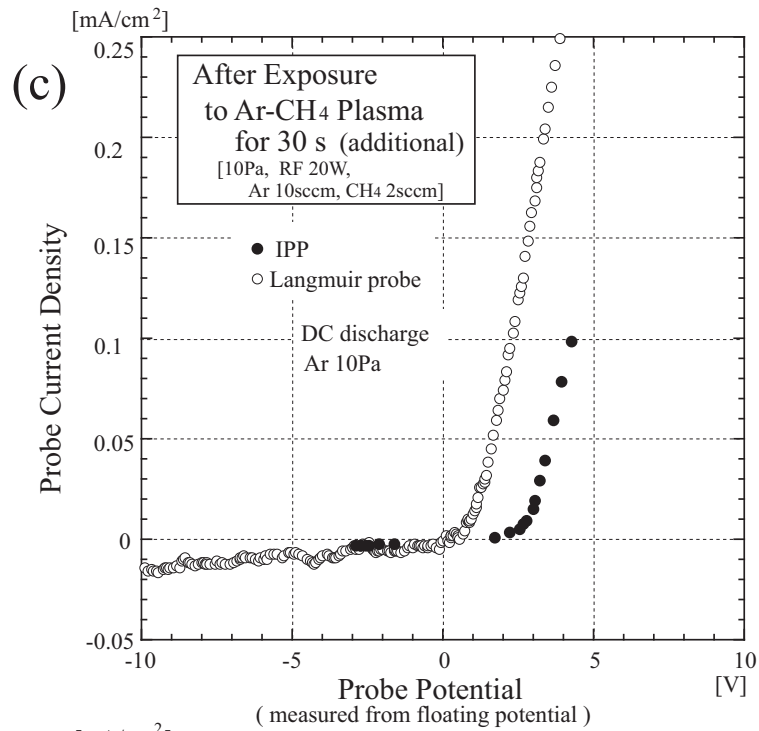 [mA/cm2]
(c)
0.25
0.2
0.15
0.1
0.05
0
-0.05
Probe Current Density
After Exposure
to Ar-CH4 Plasma
for 30 s (additional)
[10Pa, RF 20W,
Ar 10sccm, CH4 2sccm]
IPP
Langmuir probe
DC discharge
Ar 10Pa
-10 -5 0 5 10
Probe Potential [V]
( measured from floating potential )